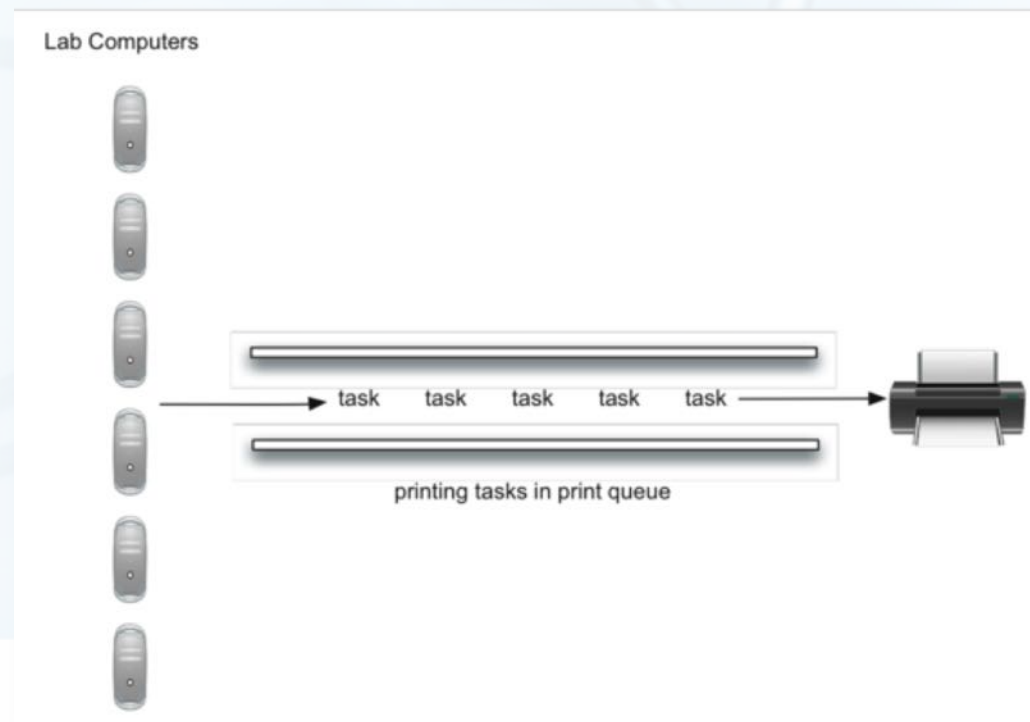 Lab Computers
task task task task task
printing tasks in print queue